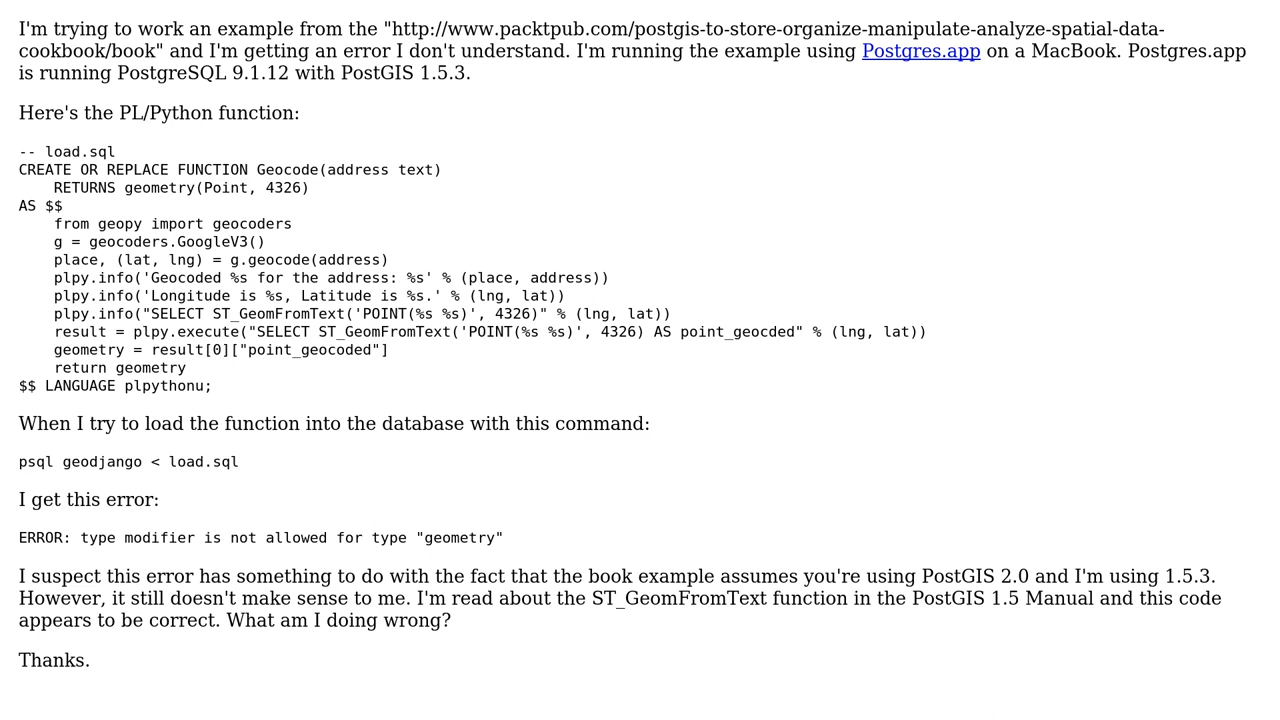 I'm trying to work an example from the "http://www.packtpub.com/postgis-to-store-organize-manipulate-analyze-spatial-data-
cookbook/book" and I'm getting an error I don't understand. I'm running the example using Postgres.app on a MacBook. Postgres.app
is running PostgreSQL 9.1.12 with PostGIS 1.5.3.
Here's the PL/Python function:
-- load.sql
CREATE OR REPLACE FUNCTION Geocode(address text)
    RETURNS geometry(Point, 4326)
AS $$
    from geopy import geocoders
    g = geocoders.GoogleV3()
    place, (lat, lng) = g.geocode(address)
    plpy.info('Geocoded %s for the address: %s' % (place, address))
    plpy.info('Longitude is %s, Latitude is %s.' % (lng, lat))
    plpy.info("SELECT ST_GeomFromText('POINT(%s %s)', 4326)" % (lng, lat))
    result = plpy.execute("SELECT ST_GeomFromText('POINT(%s %s)', 4326) AS point_geocded" % (lng, lat))
    geometry = result[0]["point_geocoded"]
    return geometry
$$ LANGUAGE plpythonu;
When I try to load the function into the database with this command:
psql geodjango < load.sql
I get this error:
ERROR: type modifier is not allowed for type "geometry"
I suspect this error has something to do with the fact that the book example assumes you're using PostGIS 2.0 and I'm using 1.5.3.
However, it still doesn't make sense to me. I'm read about the ST_GeomFromText function in the PostGIS 1.5 Manual and this code
appears to be correct. What am I doing wrong?
Thanks.